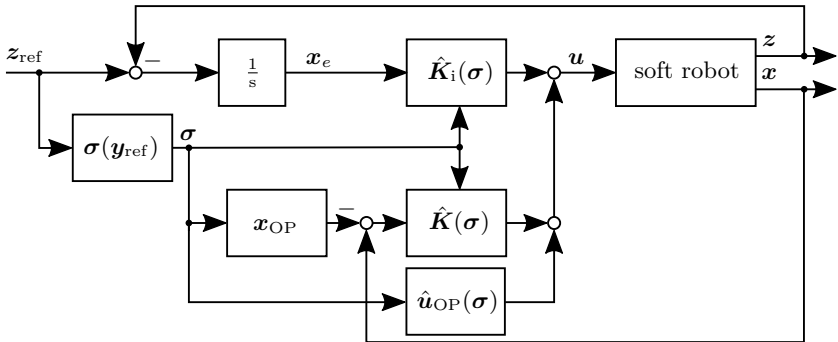 z_ref
−
1/s
x_e
K̂_i(σ)
u
soft robot
z
x
σ(y_ref)
σ
x_OP
−
K̂(σ)
û_OP(σ)